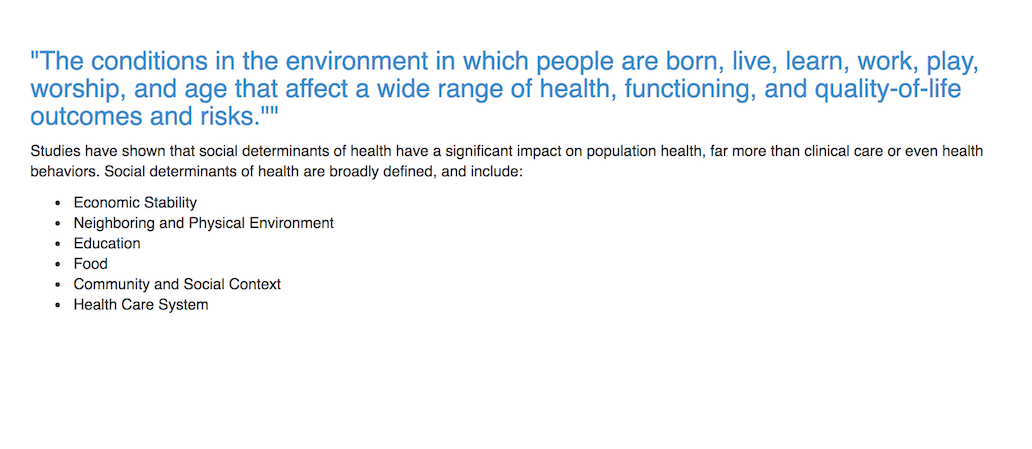 "The conditions in the environment in which people are born, live, learn, work, play,
worship, and age that affect a wide range of health, functioning, and quality-of-life
outcomes and risks.""
Studies have shown that social determinants of health have a significant impact on population health, far more than clinical care or even health
behaviors. Social determinants of health are broadly defined, and include:
• Economic Stability
• Neighboring and Physical Environment
• Education
• Food
• Community and Social Context
• Health Care System